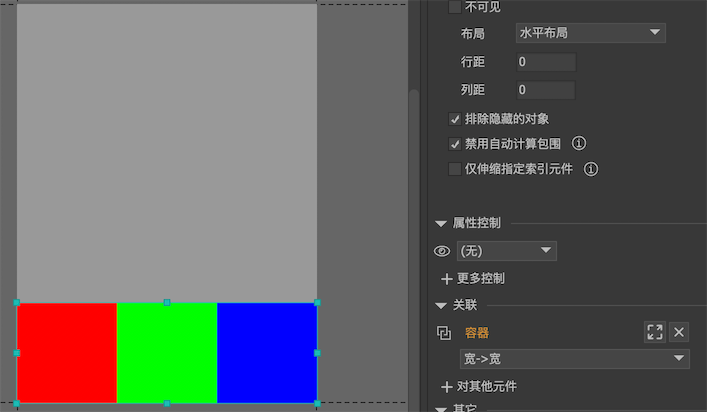 不可见
布局 水平布局
行距 0
列距 0
排除隐藏的对象
禁用自动计算包围
仅伸缩指定索引元件
属性控制
(无)
更多控制
关联
容器
宽->宽
对其他元件
其它